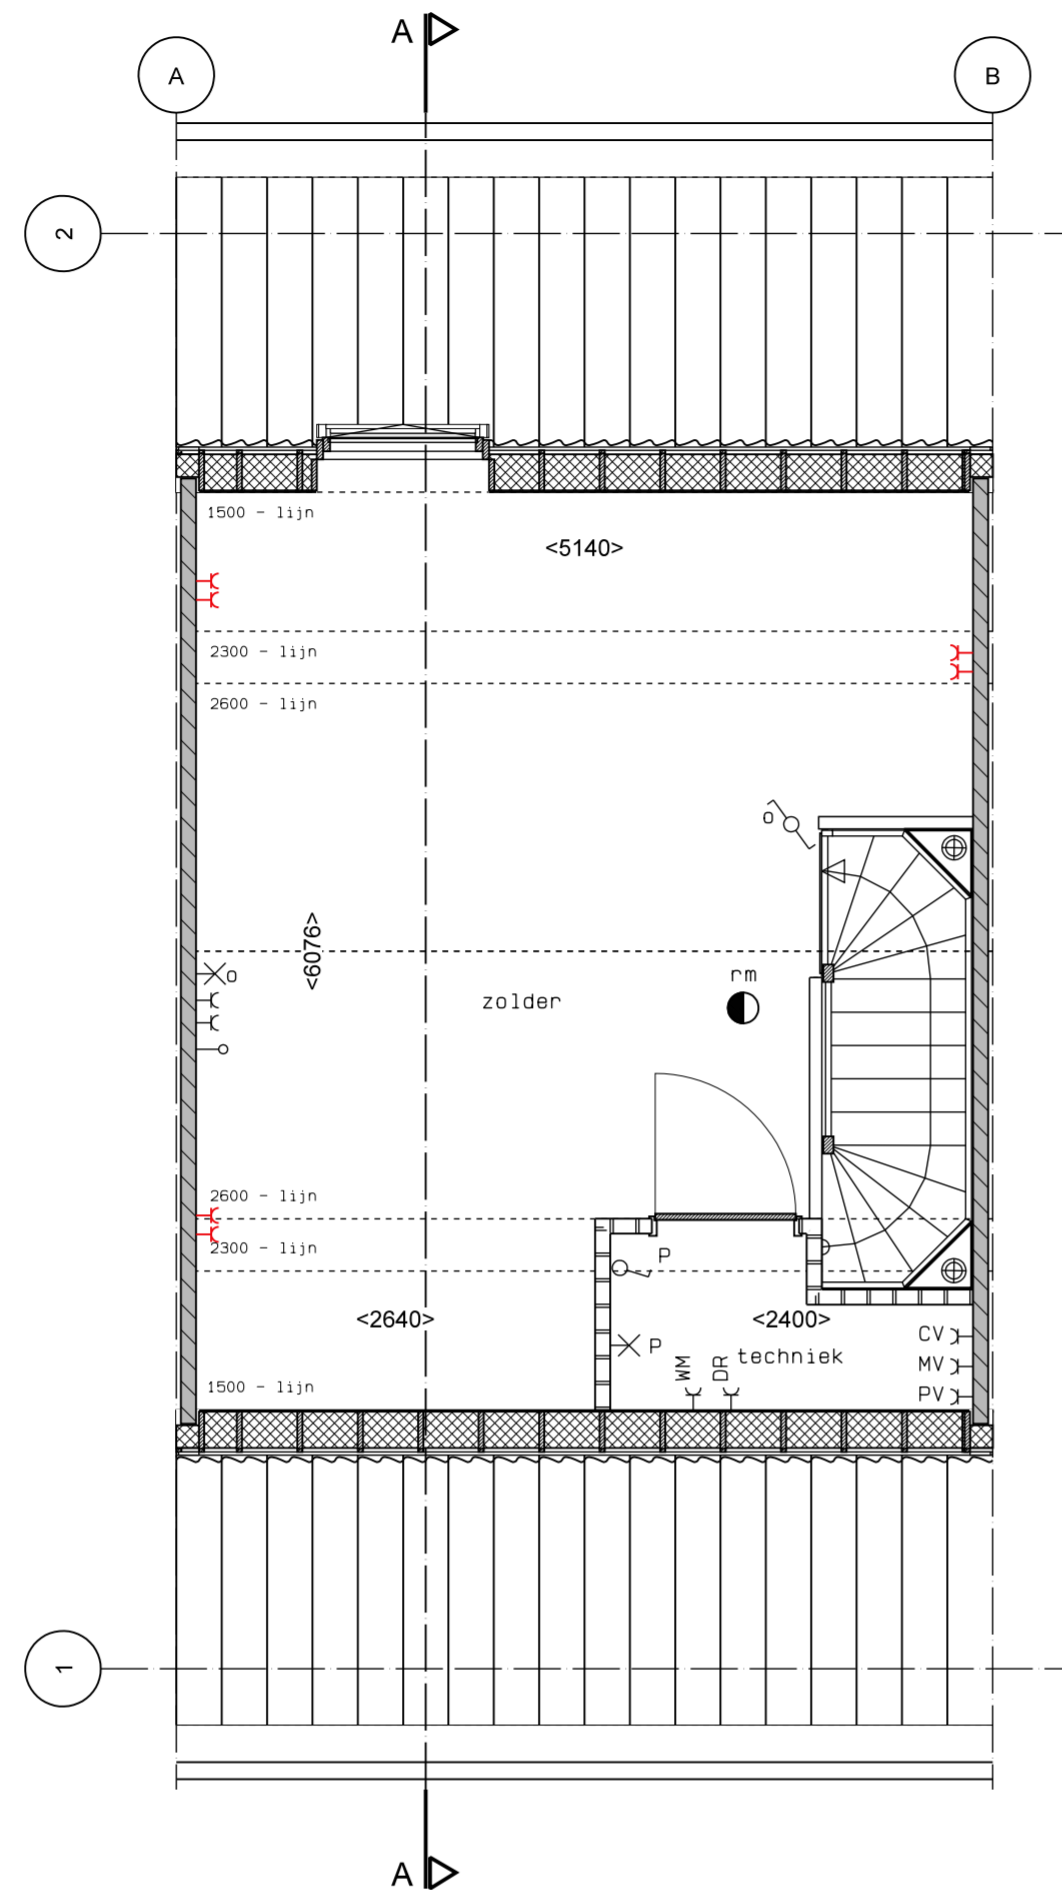 A
A
B
2
1500 - lijn
<5140>
2300 - lijn
2600 - lijn
o
<6076>
o
zolder
rm
2600 - lijn
2300 - lijn
P
<2640>
<2400>
P
techniek
WM
DR
CV
MV
PV
1500 - lijn
1
A